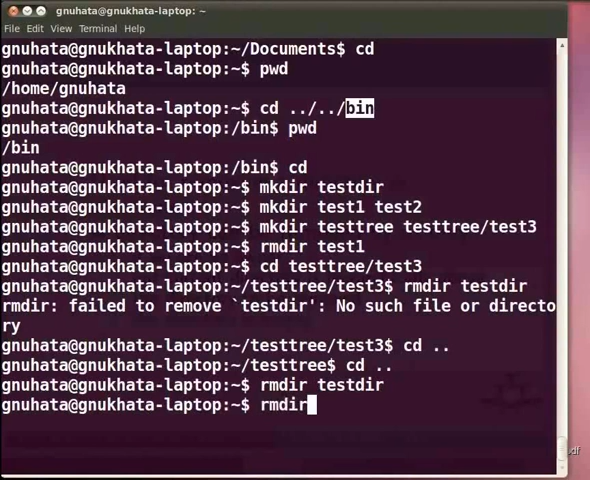 gnuhata@gnukhata-laptop: ~
File Edit View Terminal Help
gnuhata@gnukhata-laptop:~/Documents$ cd
gnuhata@gnukhata-laptop:~$ pwd
/home/gnuhata
gnuhata@gnukhata-laptop:~$ cd ../../bin
gnuhata@gnukhata-laptop:/bin$ pwd
/bin
gnuhata@gnukhata-laptop:/bin$ cd
gnuhata@gnukhata-laptop:~$ mkdir testdir
gnuhata@gnukhata-laptop:~$ mkdir test1 test2
gnuhata@gnukhata-laptop:~$ mkdir testtree testtree/test3
gnuhata@gnukhata-laptop:~$ rmdir test1
gnuhata@gnukhata-laptop:~$ cd testtree/test3
gnuhata@gnukhata-laptop:~/testtree/test3$ rmdir testdir
rmdir: failed to remove `testdir': No such file or directo
ry
gnuhata@gnukhata-laptop:~/testtree/test3$ cd ..
gnuhata@gnukhata-laptop:~/testtree$ cd ..
gnuhata@gnukhata-laptop:~$ rmdir testdir
gnuhata@gnukhata-laptop:~$ rmdir